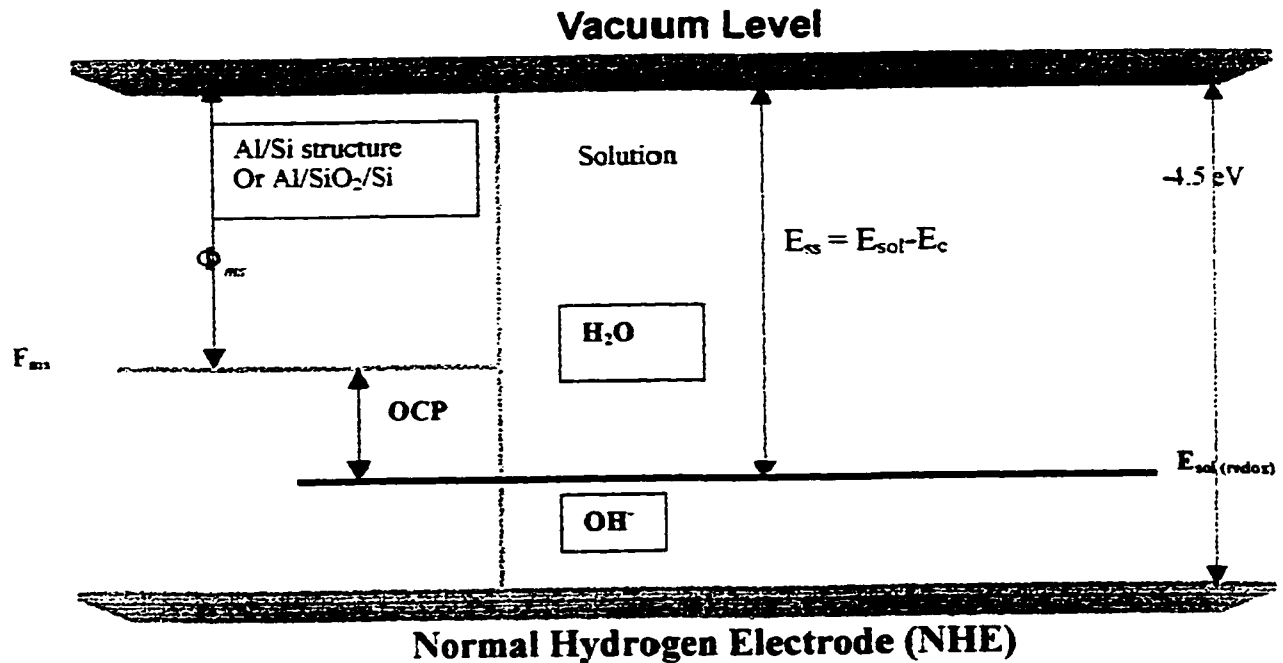 Vacuum Level
Al/Si structure
Or Al/SiO₂/Si
Solution
-4.5 eV
Φms
Ess = Esol-Ec
H₂O
Fms
OCP
Esol (redox)
OH⁻
Normal Hydrogen Electrode (NHE)